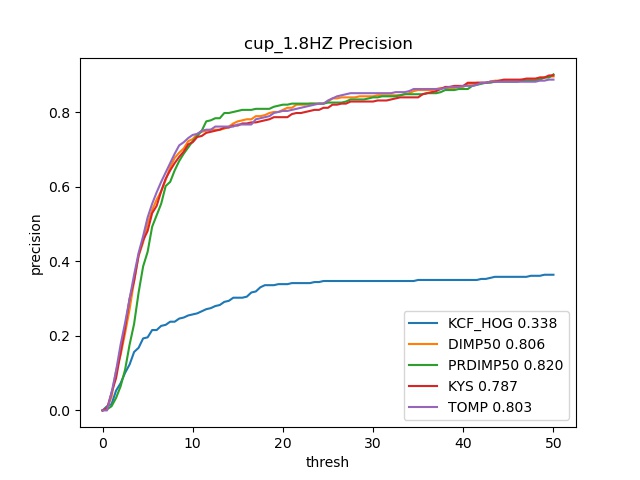 cup_1.8HZ Precision
precision
0.8
0.6
0.4
0.2
0.0
KCF_HOG 0.338
DIMP50 0.806
PRDIMP50 0.820
KYS 0.787
TOMP 0.803
0 10 20 30 40 50
thresh